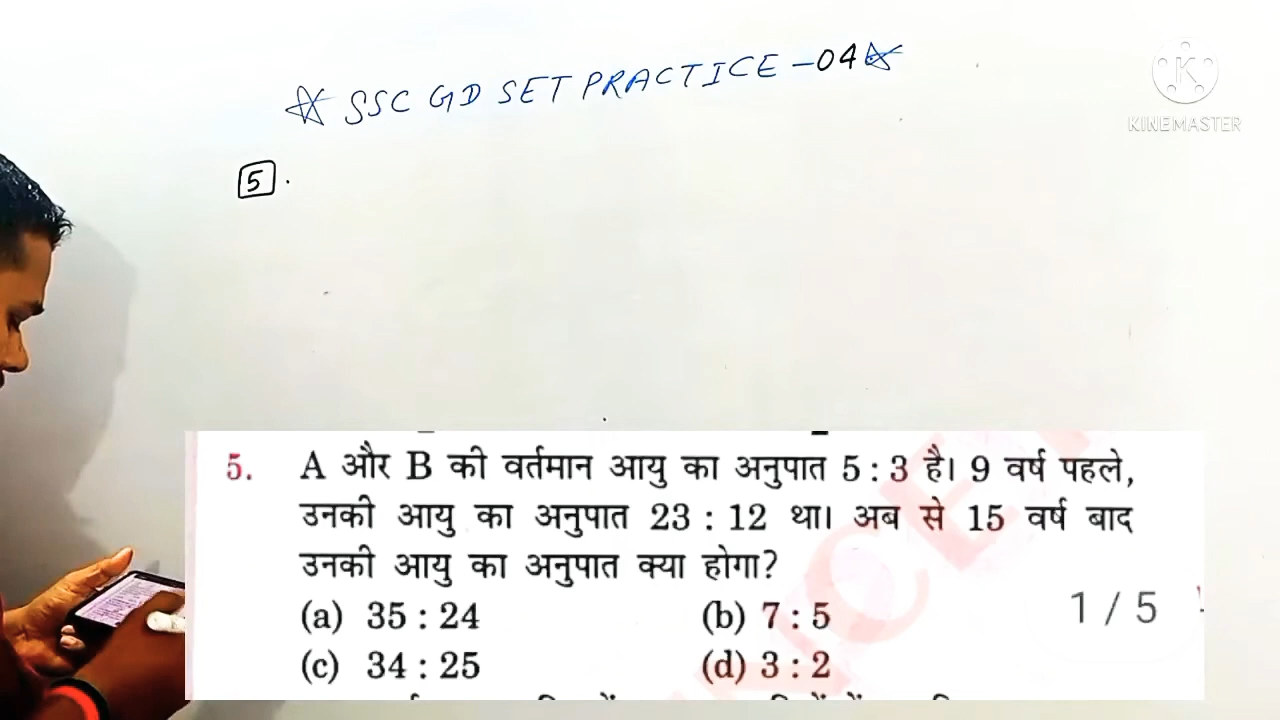 ☆ SSC GD SET PRACTICE -04☆
KINEMASTER
5.
5. A और B की वर्तमान आयु का अनुपात 5 : 3 है। 9 वर्ष पहले,
उनकी आयु का अनुपात 23 : 12 था। अब से 15 वर्ष बाद
उनकी आयु का अनुपात क्या होगा?
(a) 35 : 24 (b) 7 : 5
(c) 34 : 25 (d) 3 : 2
1 / 5